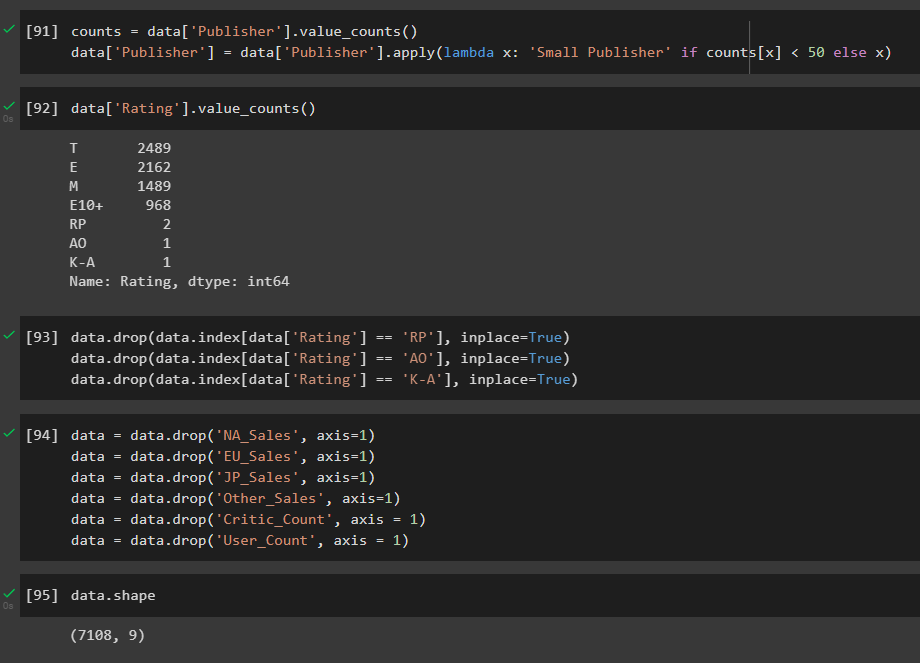 [91] counts = data['Publisher'].value_counts()
data['Publisher'] = data['Publisher'].apply(lambda x: 'Small Publisher' if counts[x] < 50 else x)
[92] data['Rating'].value_counts()
0s
T 2489
E 2162
M 1489
E10+ 968
RP 2
AO 1
K-A 1
Name: Rating, dtype: int64
[93] data.drop(data.index[data['Rating'] == 'RP'], inplace=True)
data.drop(data.index[data['Rating'] == 'AO'], inplace=True)
data.drop(data.index[data['Rating'] == 'K-A'], inplace=True)
[94] data = data.drop('NA_Sales', axis=1)
data = data.drop('EU_Sales', axis=1)
data = data.drop('JP_Sales', axis=1)
data = data.drop('Other_Sales', axis=1)
data = data.drop('Critic_Count', axis = 1)
data = data.drop('User_Count', axis = 1)
[95] data.shape
0s
(7108, 9)